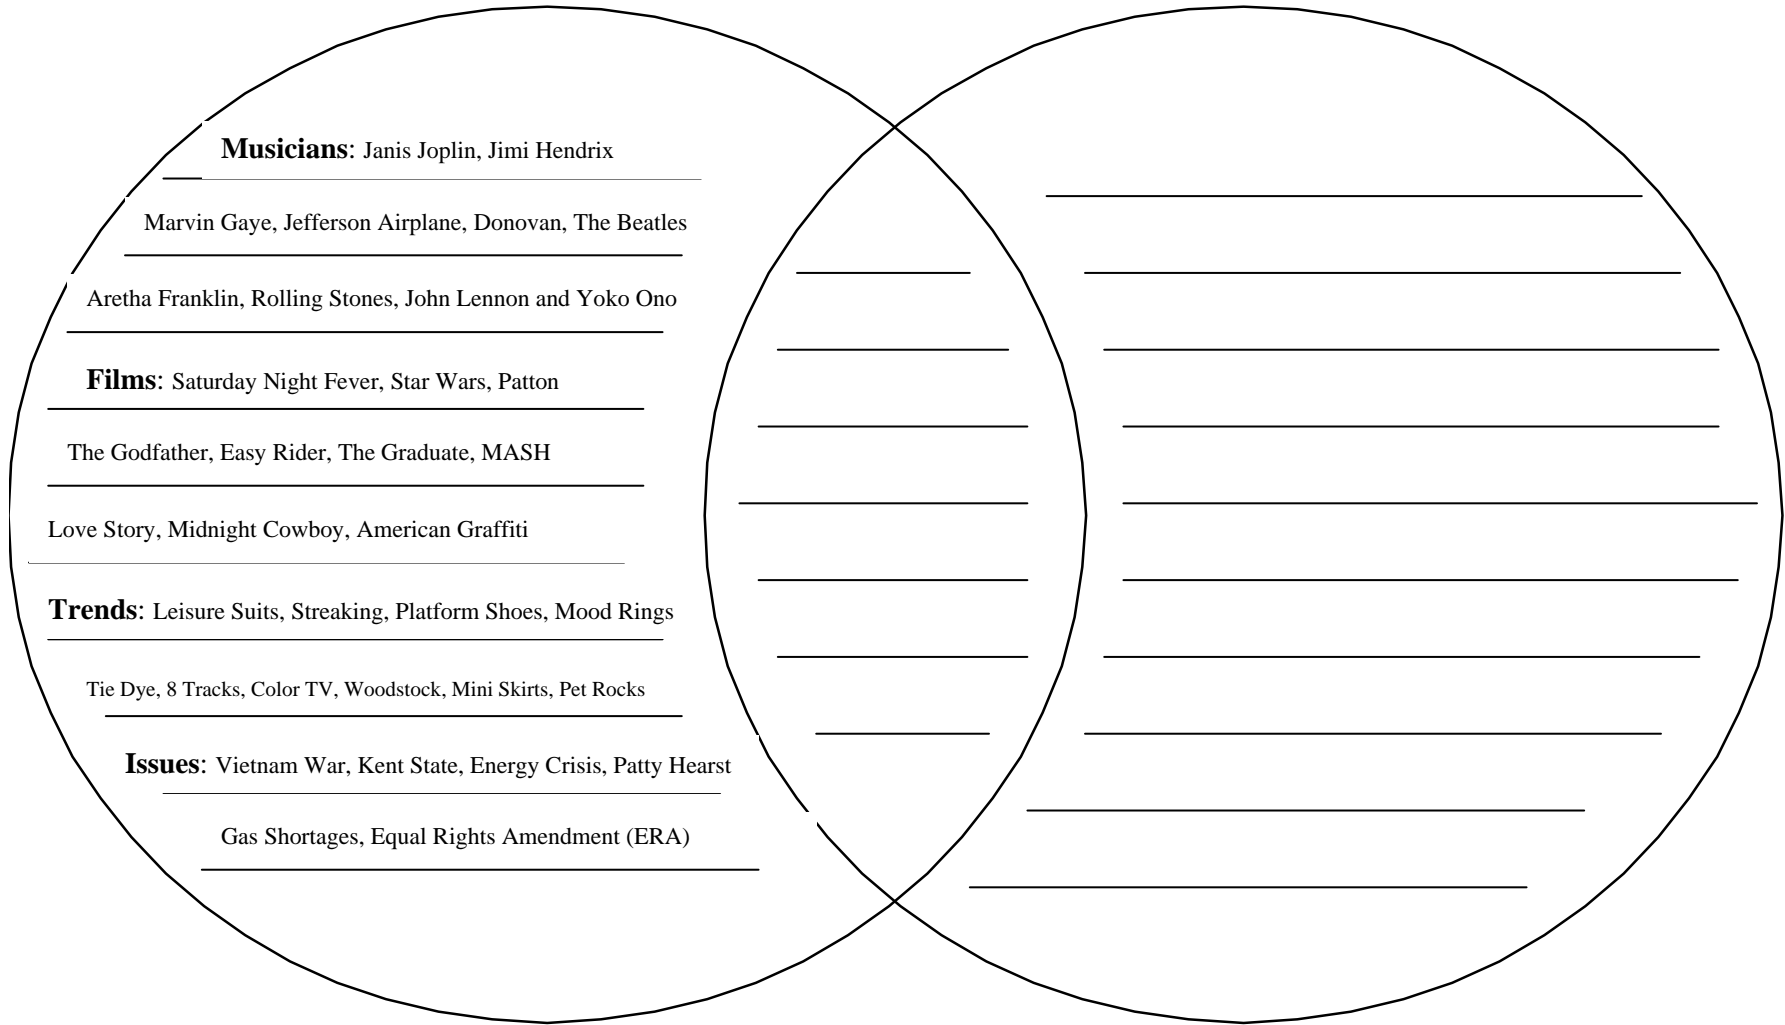 Musicians: Janis Joplin, Jimi Hendrix
Marvin Gaye, Jefferson Airplane, Donovan, The Beatles
Aretha Franklin, Rolling Stones, John Lennon and Yoko Ono
Films: Saturday Night Fever, Star Wars, Patton
The Godfather, Easy Rider, The Graduate, MASH
Love Story, Midnight Cowboy, American Graffiti
Trends: Leisure Suits, Streaking, Platform Shoes, Mood Rings
Tie Dye, 8 Tracks, Color TV, Woodstock, Mini Skirts, Pet Rocks
Issues: Vietnam War, Kent State, Energy Crisis, Patty Hearst
Gas Shortages, Equal Rights Amendment (ERA)